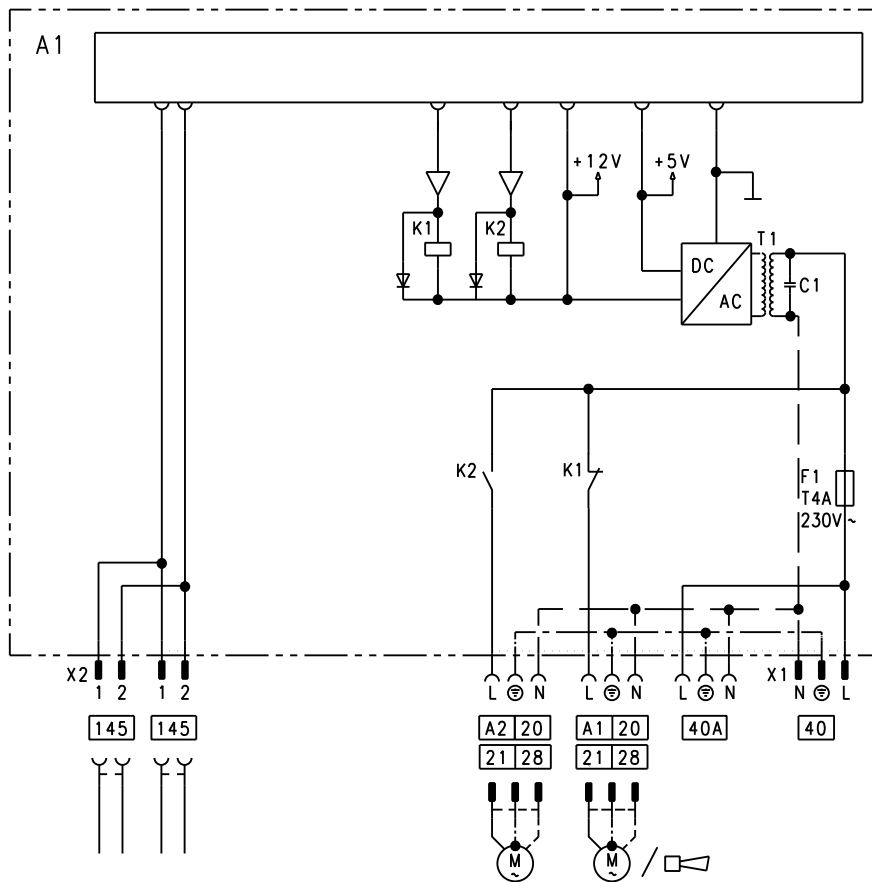 A1
+12V +5V
K1 K2 T1
DC
AC
C1
K2 K1 F1
T4A
230V ~
X2 X1
1 2 1 2 L N L N L N N L
145 145 A2 20 A1 20 40A 40
21 28 21 28
M M /
~ ~